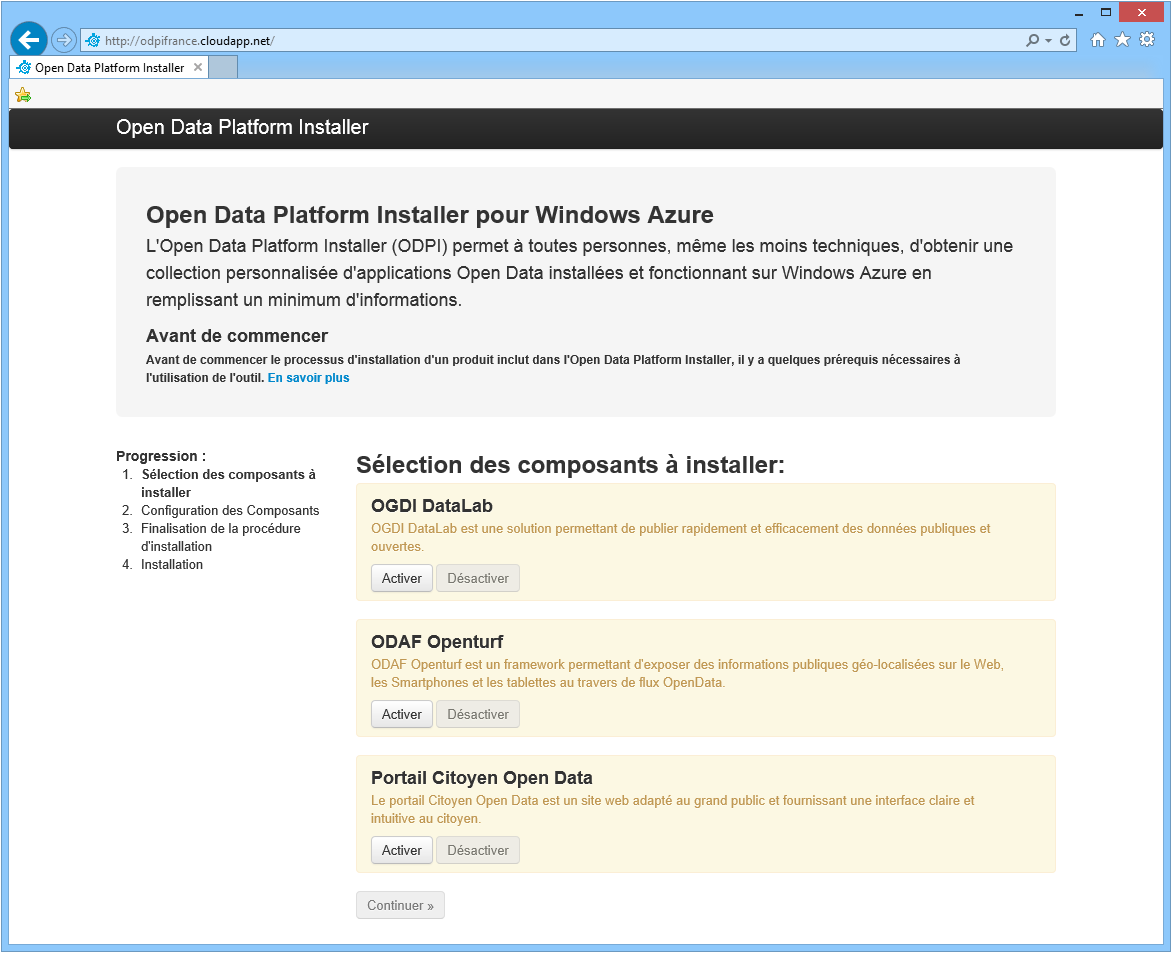 http://odpifrance.cloudapp.net/
Open Data Platform Installer
Open Data Platform Installer
Open Data Platform Installer pour Windows Azure
L'Open Data Platform Installer (ODPI) permet à toutes personnes, même les moins techniques, d'obtenir une
collection personnalisée d'applications Open Data installées et fonctionnant sur Windows Azure en
remplissant un minimum d'informations.
Avant de commencer
Avant de commencer le processus d'installation d'un produit inclut dans l'Open Data Platform Installer, il y a quelques prérequis nécessaires à
l'utilisation de l'outil. En savoir plus
Progression :
1. Sélection des composants à
installer
2. Configuration des Composants
3. Finalisation de la procédure
d'installation
4. Installation
Sélection des composants à installer:
OGDI DataLab
OGDI DataLab est une solution permettant de publier rapidement et efficacement des données publiques et
ouvertes.
Activer Désactiver
ODAF Openturf
ODAF Openturf est un framework permettant d'exposer des informations publiques géo-localisées sur le Web,
les Smartphones et les tablettes au travers de flux OpenData.
Activer Désactiver
Portail Citoyen Open Data
Le portail Citoyen Open Data est un site web adapté au grand public et fournissant une interface claire et
intuitive au citoyen.
Activer Désactiver
Continuer »